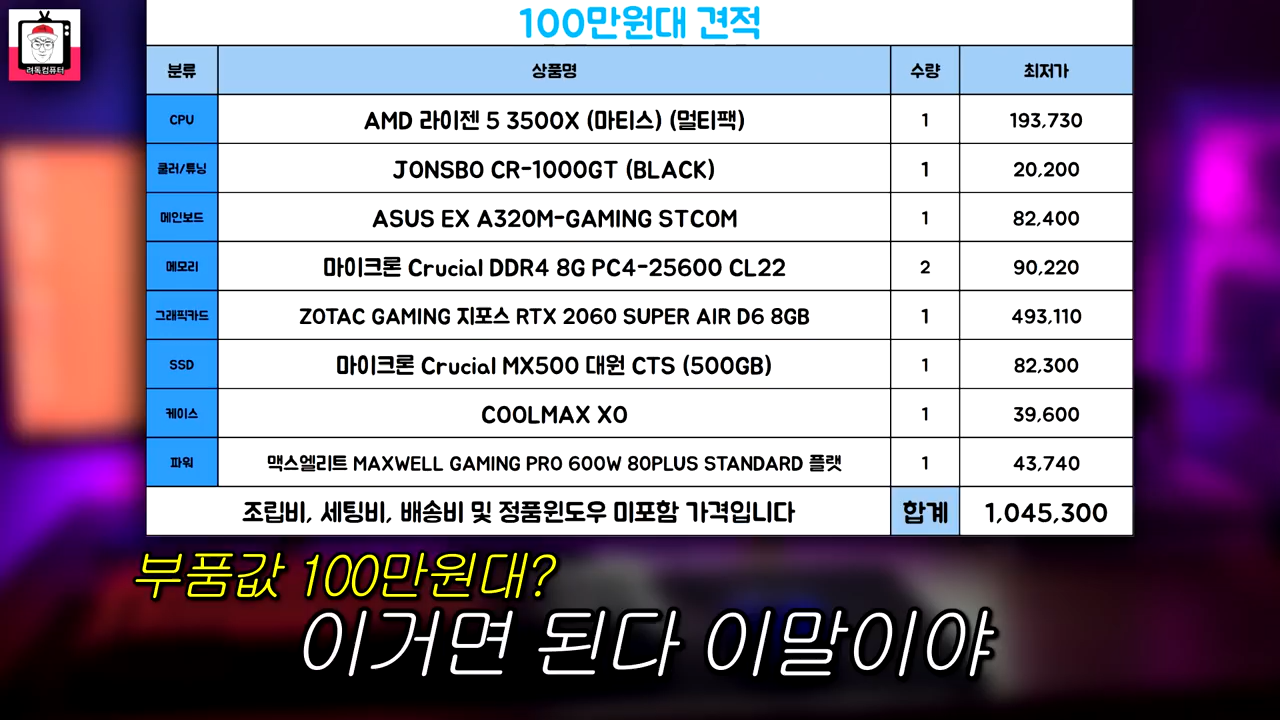 100만원대 견적
분류 상품명 수량 최저가
CPU AMD 라이젠 5 3500X (마티스) (멀티팩) 1 193,730
쿨러/튜닝 JONSBO CR-1000GT (BLACK) 1 20,200
메인보드 ASUS EX A320M-GAMING STCOM 1 82,400
메모리 마이크론 Crucial DDR4 8G PC4-25600 CL22 2 90,220
그래픽카드 ZOTAC GAMING 지포스 RTX 2060 SUPER AIR D6 8GB 1 493,110
SSD 마이크론 Crucial MX500 대원 CTS (500GB) 1 82,300
케이스 COOLMAX XO 1 39,600
파워 맥스엘리트 MAXWELL GAMING PRO 600W 80PLUS STANDARD 플랫 1 43,740
조립비, 세팅비, 배송비 및 정품윈도우 미포함 가격입니다 합계 1,045,300
려독컴퓨터
부품값 100만원대?
이거면 된다 이말이야